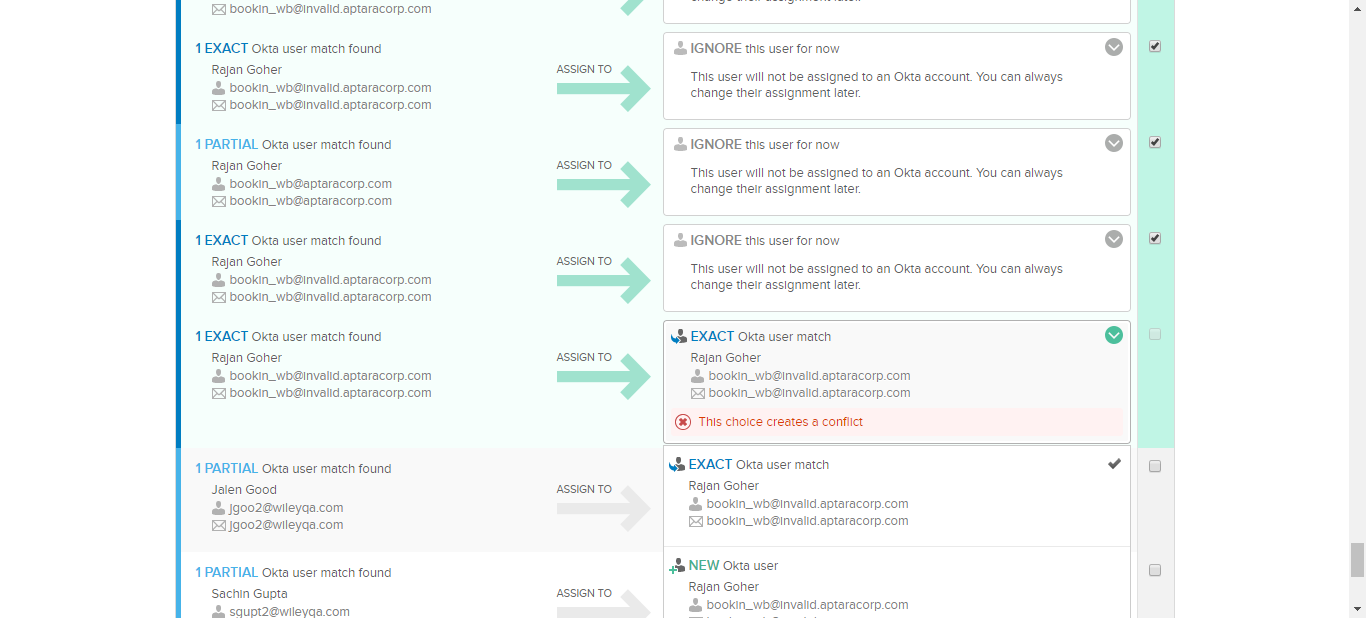 bookin_wb@invalid.aptaracorp.com
change their assignment later.
1 EXACT Okta user match found
Rajan Goher
bookin_wb@invalid.aptaracorp.com
bookin_wb@invalid.aptaracorp.com
ASSIGN TO
IGNORE this user for now
This user will not be assigned to an Okta account. You can always
change their assignment later.
1 PARTIAL Okta user match found
Rajan Goher
bookin_wb@aptaracorp.com
bookin_wb@aptaracorp.com
ASSIGN TO
IGNORE this user for now
This user will not be assigned to an Okta account. You can always
change their assignment later.
1 EXACT Okta user match found
Rajan Goher
bookin_wb@invalid.aptaracorp.com
bookin_wb@invalid.aptaracorp.com
ASSIGN TO
IGNORE this user for now
This user will not be assigned to an Okta account. You can always
change their assignment later.
1 EXACT Okta user match found
Rajan Goher
bookin_wb@invalid.aptaracorp.com
bookin_wb@invalid.aptaracorp.com
ASSIGN TO
EXACT Okta user match
Rajan Goher
bookin_wb@invalid.aptaracorp.com
bookin_wb@invalid.aptaracorp.com
This choice creates a conflict
1 PARTIAL Okta user match found
Jalen Good
jgoo2@wileyqa.com
jgoo2@wileyqa.com
ASSIGN TO
EXACT Okta user match
Rajan Goher
bookin_wb@invalid.aptaracorp.com
bookin_wb@invalid.aptaracorp.com
1 PARTIAL Okta user match found
Sachin Gupta
sgupt2@wileyqa.com
ASSIGN TO
NEW Okta user
Rajan Goher
bookin_wb@invalid.aptaracorp.com